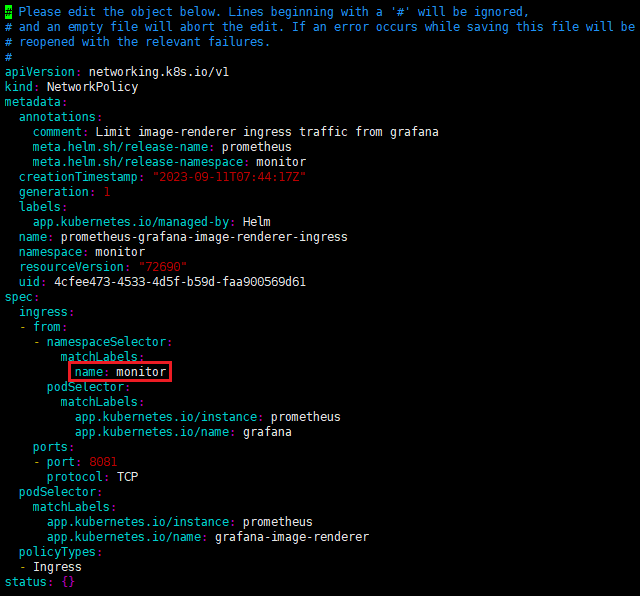 # Please edit the object below. Lines beginning with a '#' will be ignored,
# and an empty file will abort the edit. If an error occurs while saving this file will be
# reopened with the relevant failures.
#
apiVersion: networking.k8s.io/v1
kind: NetworkPolicy
metadata:
  annotations:
    comment: Limit image-renderer ingress traffic from grafana
    meta.helm.sh/release-name: prometheus
    meta.helm.sh/release-namespace: monitor
  creationTimestamp: "2023-09-11T07:44:17Z"
  generation: 1
  labels:
    app.kubernetes.io/managed-by: Helm
  name: prometheus-grafana-image-renderer-ingress
  namespace: monitor
  resourceVersion: "72690"
  uid: 4cfee473-4533-4d5f-b59d-faa900569d61
spec:
  ingress:
  - from:
    - namespaceSelector:
        matchLabels:
          name: monitor
      podSelector:
        matchLabels:
          app.kubernetes.io/instance: prometheus
          app.kubernetes.io/name: grafana
    ports:
    - port: 8081
      protocol: TCP
  podSelector:
    matchLabels:
      app.kubernetes.io/instance: prometheus
      app.kubernetes.io/name: grafana-image-renderer
  policyTypes:
  - Ingress
status: {}